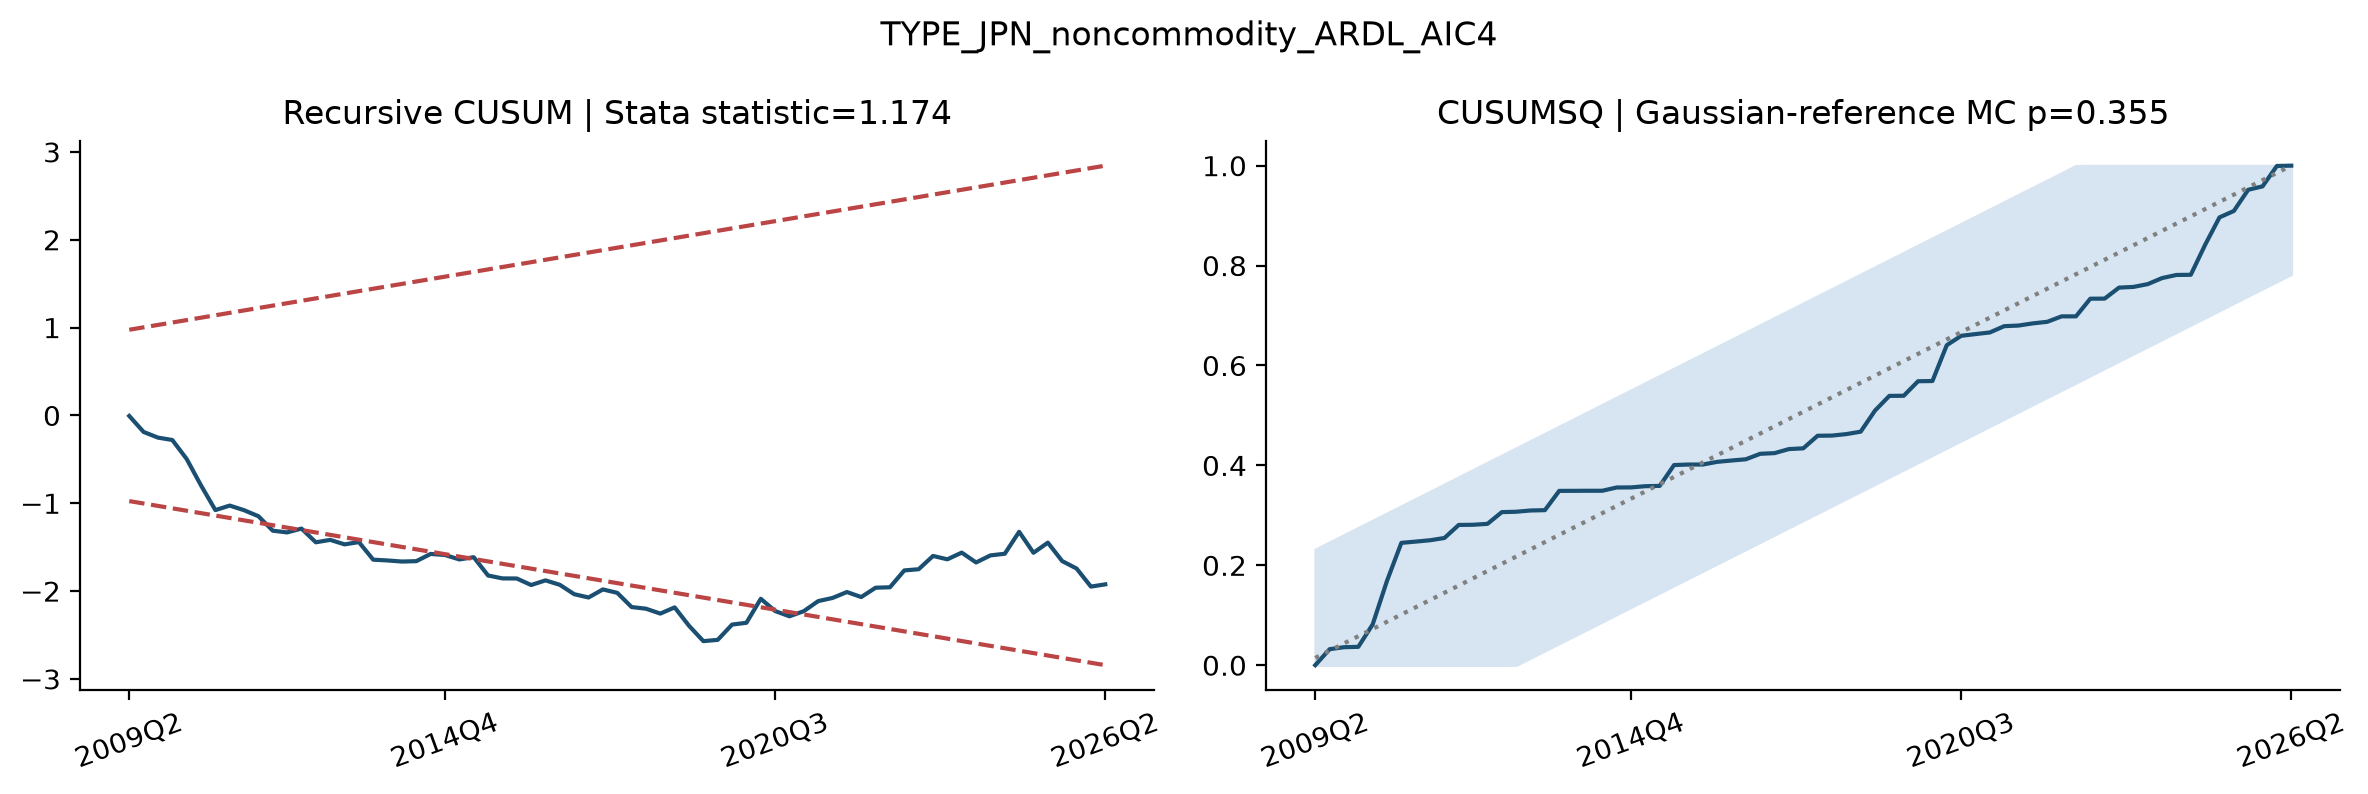 TYPE_JPN_noncommodity_ARDL_AIC4
Recursive CUSUM | Stata statistic=1.174
3
2
1
0
−1
−2
−3
2009Q2
2014Q4
2020Q3
2026Q2
CUSUMSQ | Gaussian-reference MC p=0.355
1.0
0.8
0.6
0.4
0.2
0.0
2009Q2
2014Q4
2020Q3
2026Q2